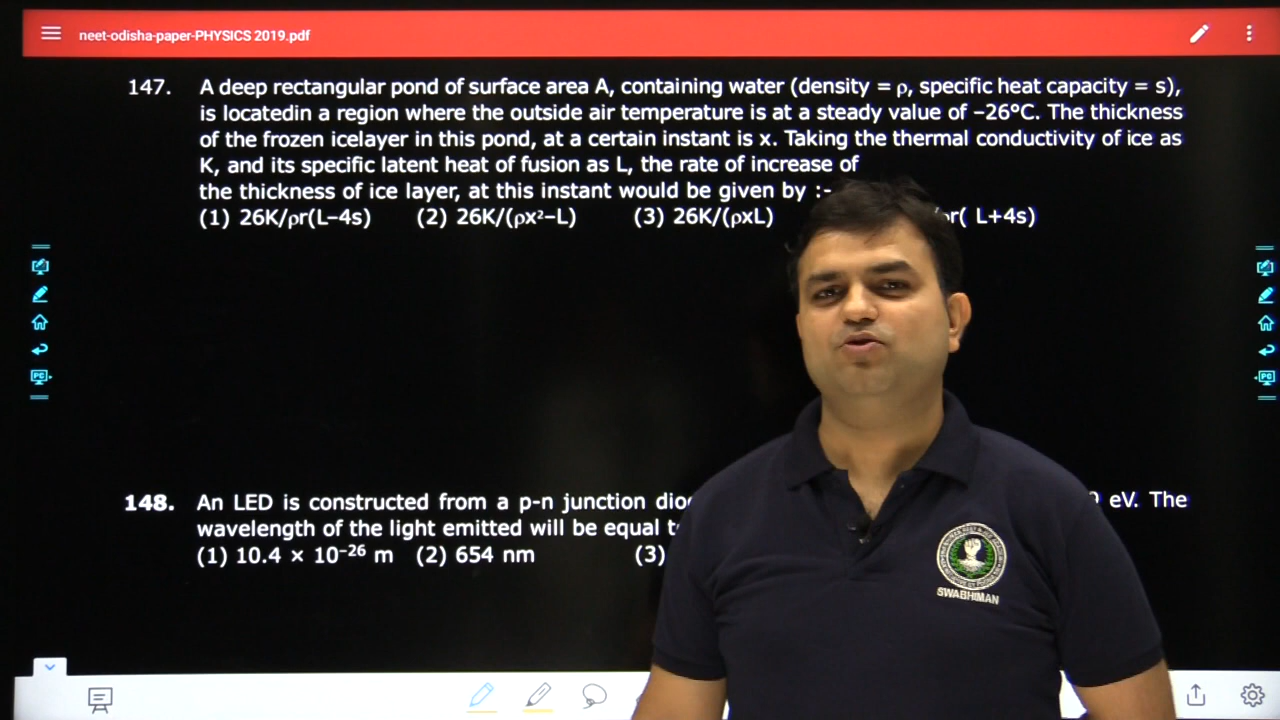 neet-odisha-paper-PHYSICS 2019.pdf
147. A deep rectangular pond of surface area A, containing water (density = ρ, specific heat capacity = s),
is locatedin a region where the outside air temperature is at a steady value of –26°C. The thickness
of the frozen icelayer in this pond, at a certain instant is x. Taking the thermal conductivity of ice as
K, and its specific latent heat of fusion as L, the rate of increase of
the thickness of ice layer, at this instant would be given by :-
(1) 26K/ρr(L–4s) (2) 26K/(ρx²–L) (3) 26K/(ρxL) /ρr( L+4s)
148. An LED is constructed from a p-n junction eV. The
wavelength of the light emitted will be equal
(1) 10.4 × 10⁻²⁶ m (2) 654 nm (3)
SWABHIMAN
PC
PC